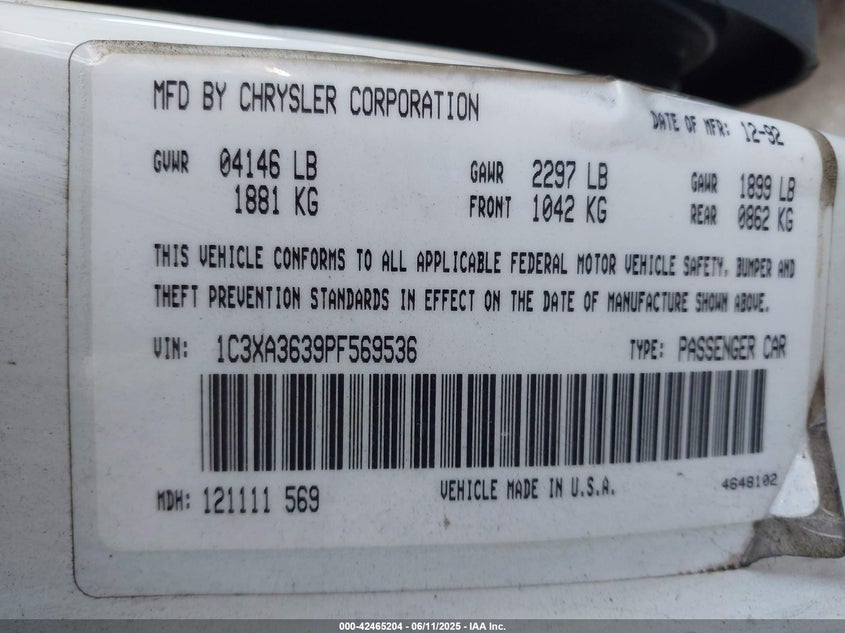 MFD BY CHRYSLER CORPORATION DATE OF MFR: 12-92
GVWR 04146 LB GAWR 2297 LB GAWR 1899 LB
1881 KG FRONT 1042 KG REAR 0862 KG
THIS VEHICLE CONFORMS TO ALL APPLICABLE FEDERAL MOTOR VEHICLE SAFETY, BUMPER AND
THEFT PREVENTION STANDARDS IN EFFECT ON THE DATE OF MANUFACTURE SHOWN ABOVE.
VIN: 1C3XA3639PF569536 TYPE: PASSENGER CAR
MDH: 121111 569 VEHICLE MADE IN U.S.A. 4648102
000-42465204 - 06/11/2025 - IAA Inc.